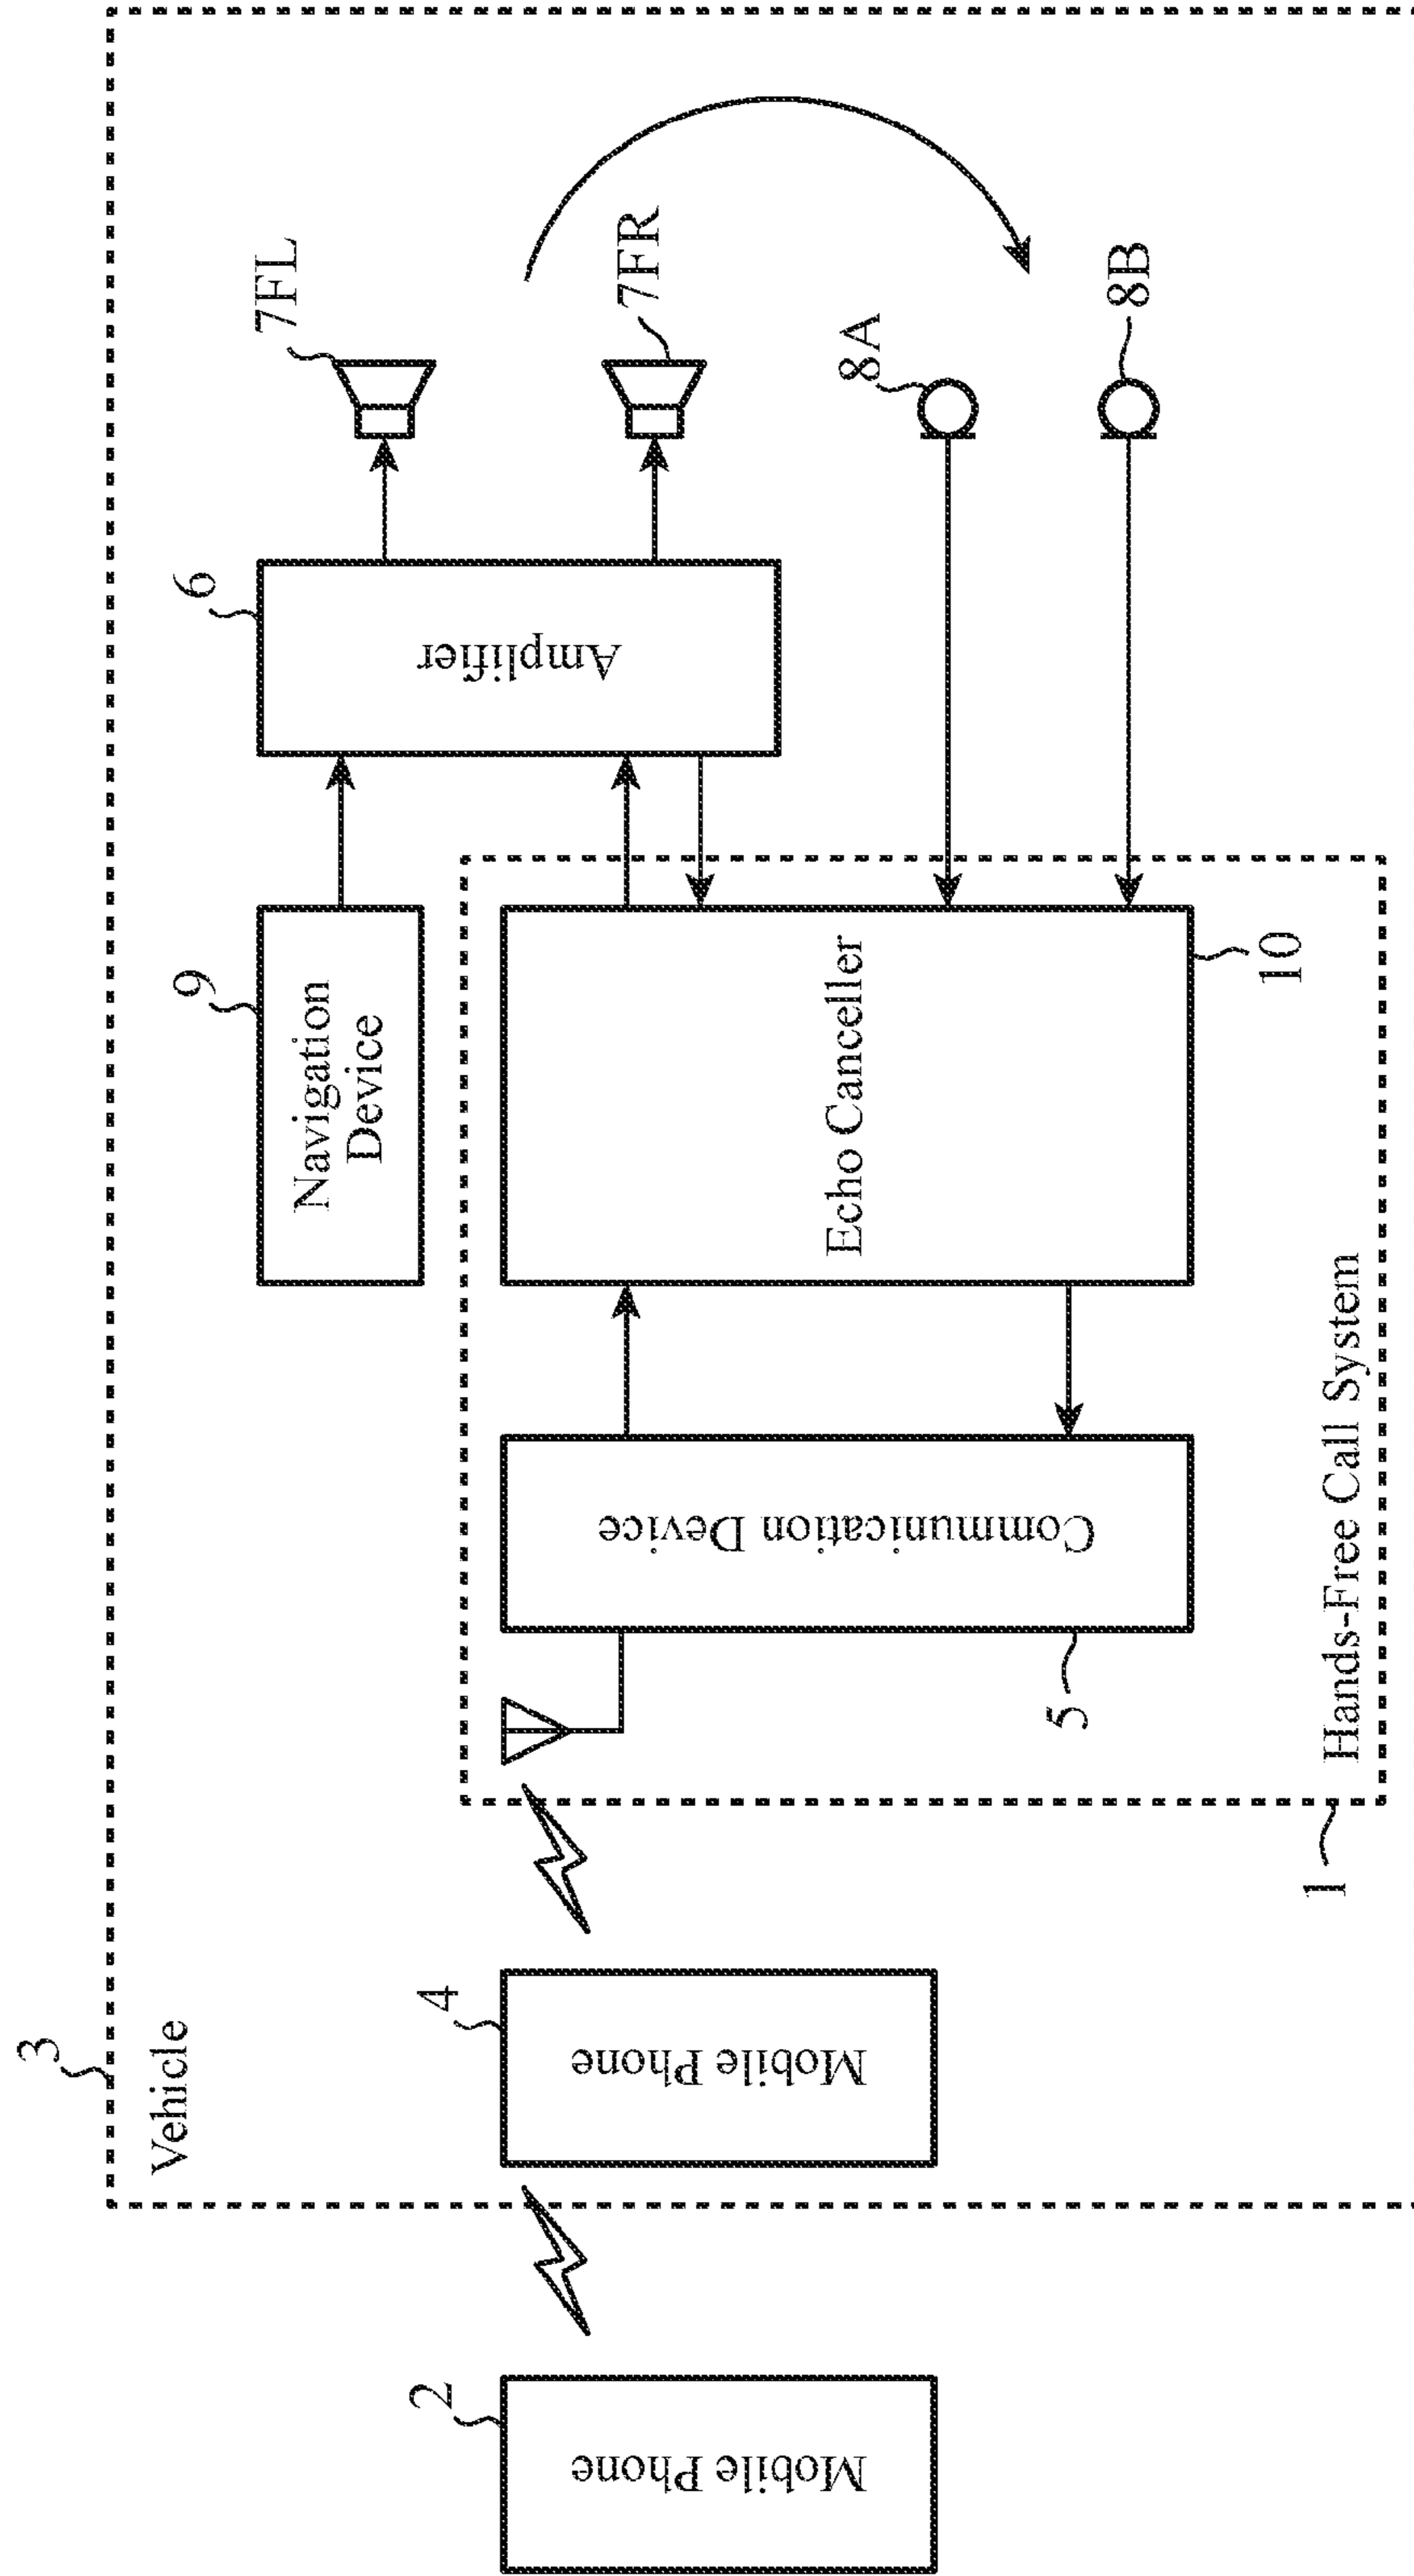 3
Vehicle
9
Navigation
Device
6
Amplifier
7FL
7FR
8A
8B
2
Mobile Phone
4
Mobile Phone
5
Communication Device
Echo Canceller
10
1
Hands-Free Call System